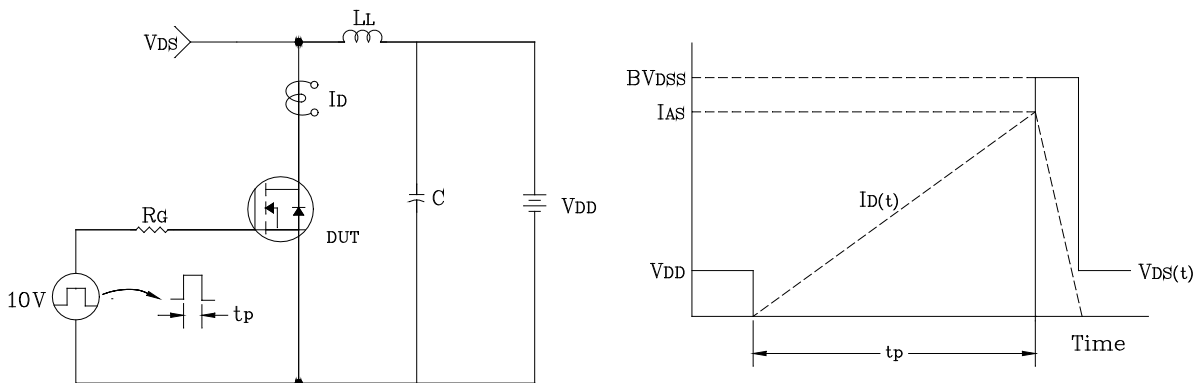 LL
VDS
ID
RG
DUT
C
VDD
10V
tp
BVDSS
IAS
ID(t)
VDD
VDS(t)
tp
Time